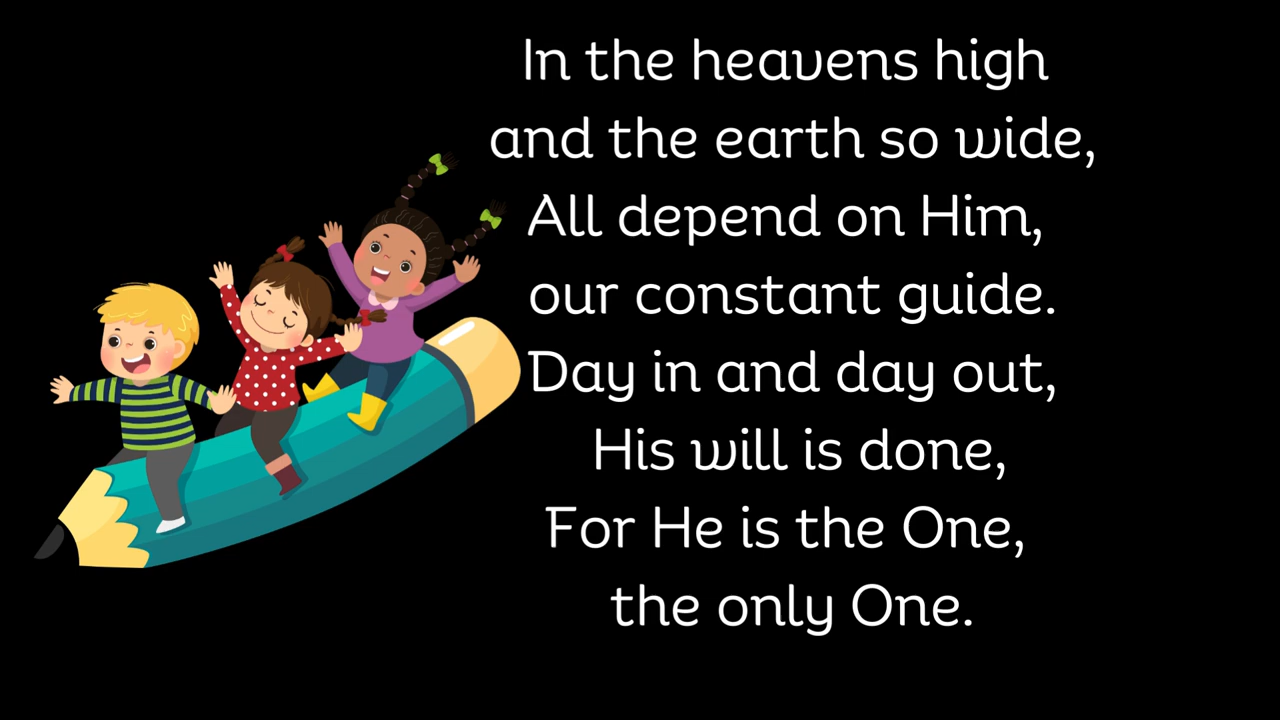 In the heavens high
and the earth so wide,
All depend on Him,
our constant guide.
Day in and day out,
His will is done,
For He is the One,
the only One.